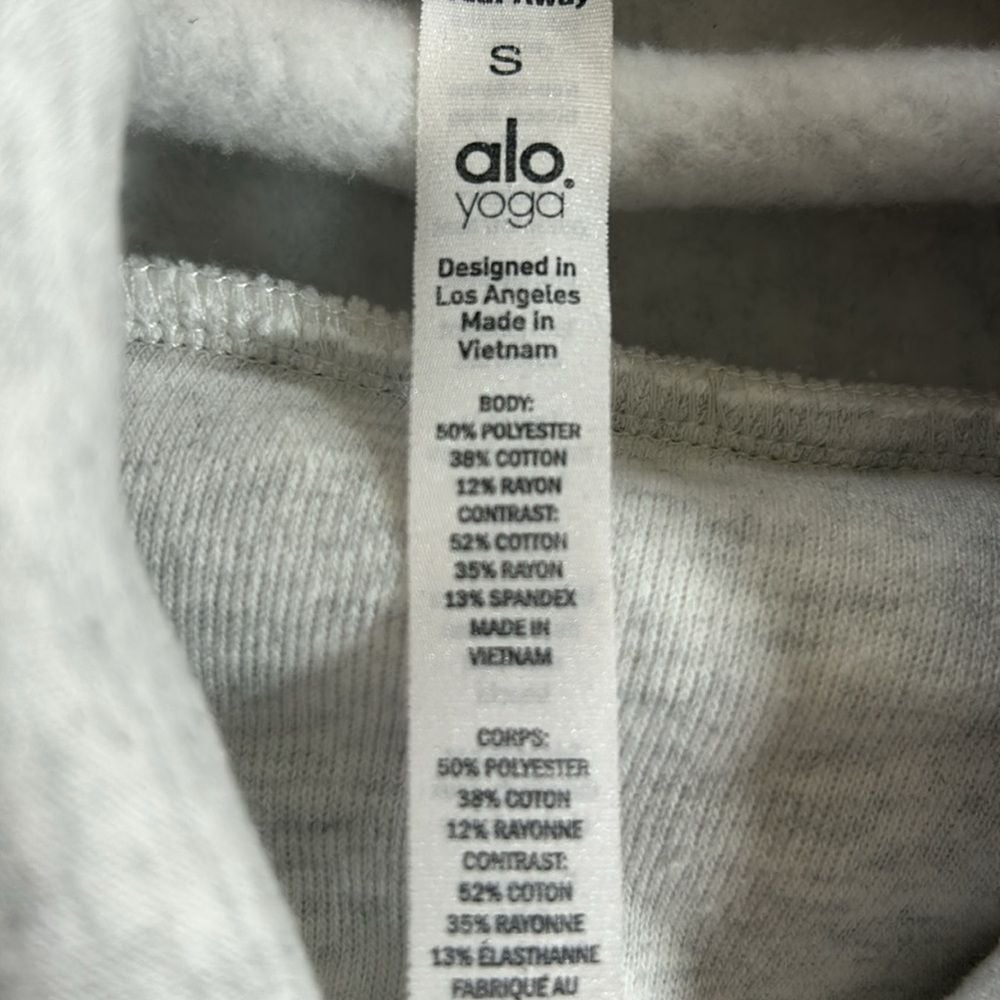 Tear Away
S
alo®
yoga
Designed in
Los Angeles
Made in
Vietnam
BODY:
50% POLYESTER
38% COTTON
12% RAYON
CONTRAST:
52% COTTON
35% RAYON
13% SPANDEX
MADE IN
VIETNAM
CORPS:
50% POLYESTER
38% COTON
12% RAYONNE
CONTRAST:
52% COTON
35% RAYONNE
13% ÉLASTHANNE
FABRIQUÉ AU